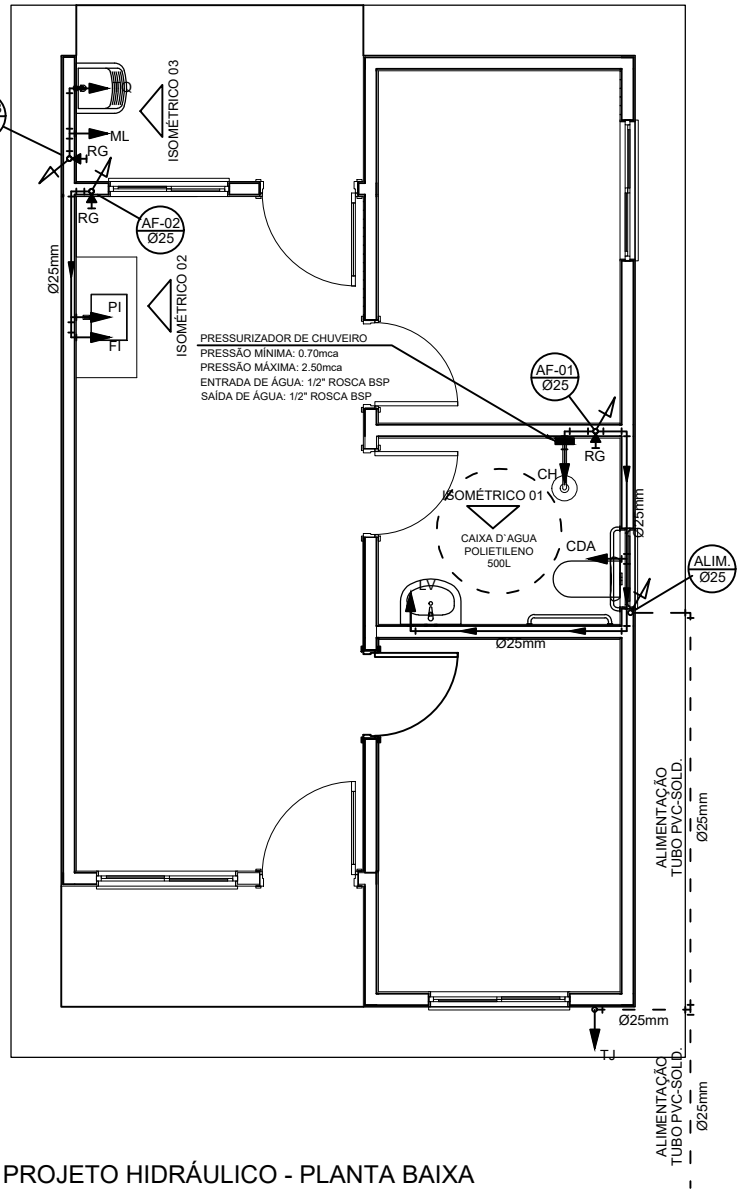 TQ
ISOMÉTRICO 03
ML
RG
RG
AF-02
Ø25
Ø25mm
ISOMÉTRICO 02
PI
FI
PRESSURIZADOR DE CHUVEIRO
PRESSÃO MÍNIMA: 0.70mca
PRESSÃO MÁXIMA: 2.50mca
ENTRADA DE ÁGUA: 1/2" ROSCA BSP
SAÍDA DE ÁGUA: 1/2" ROSCA BSP
AF-01
Ø25
RG
CH
ISOMÉTRICO 01
Ø25mm
CAIXA D`AGUA
POLIETILENO
500L
CDA
ALIM.
Ø25
LV
Ø25mm
ALIMENTAÇÃO
TUBO PVC-SOLD.
Ø25mm
Ø25mm
TJ
ALIMENTAÇÃO
TUBO PVC-SOLD.
Ø25mm
PROJETO HIDRÁULICO - PLANTA BAIXA